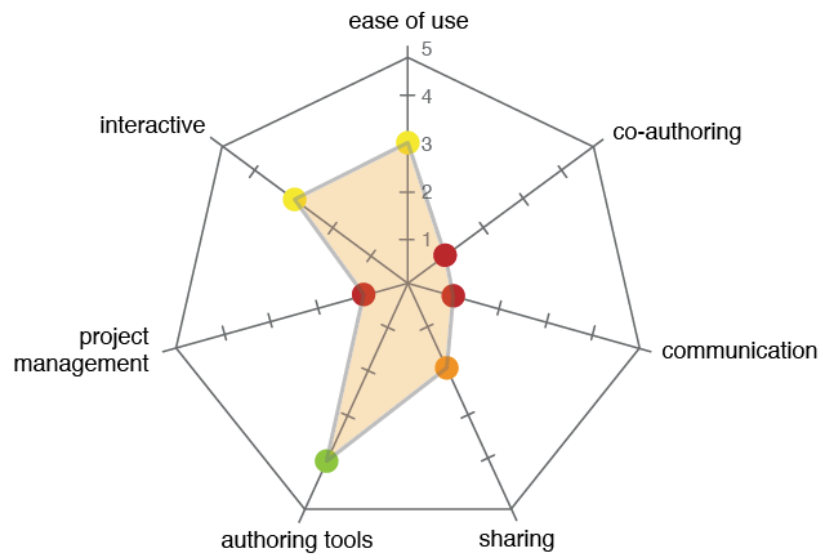 ease of use
5
4
3
2
1
interactive
co-authoring
project
management
communication
authoring tools
sharing